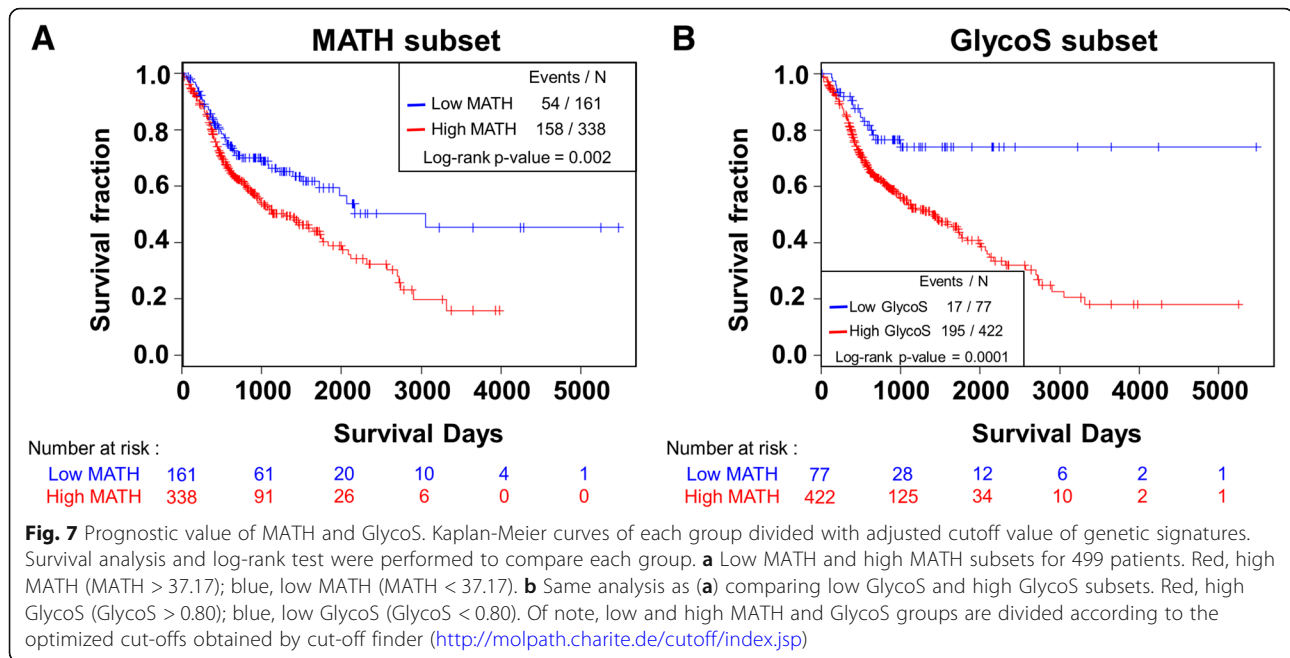 A
MATH subset
Events / N
Low MATH 54 / 161
High MATH 158 / 338
Log-rank p-value = 0.002
Survival fraction
1.0
0.8
0.6
0.4
0.2
0.0
0 1000 2000 3000 4000 5000
Survival Days
Number at risk :
Low MATH 161 61 20 10 4 1
High MATH 338 91 26 6 0 0
B
GlycoS subset
Events / N
Low GlycoS 17 / 77
High GlycoS 195 / 422
Log-rank p-value = 0.0001
Survival fraction
1.0
0.8
0.6
0.4
0.2
0.0
0 1000 2000 3000 4000 5000
Survival Days
Number at risk :
Low MATH 77 28 12 6 2 1
High MATH 422 125 34 10 2 1
Fig. 7 Prognostic value of MATH and GlycoS. Kaplan-Meier curves of each group divided with adjusted cutoff value of genetic signatures.
Survival analysis and log-rank test were performed to compare each group. a Low MATH and high MATH subsets for 499 patients. Red, high
MATH (MATH > 37.17); blue, low MATH (MATH < 37.17). b Same analysis as (a) comparing low GlycoS and high GlycoS subsets. Red, high
GlycoS (GlycoS > 0.80); blue, low GlycoS (GlycoS < 0.80). Of note, low and high MATH and GlycoS groups are divided according to the
optimized cut-offs obtained by cut-off finder (http://molpath.charite.de/cutoff/index.jsp)